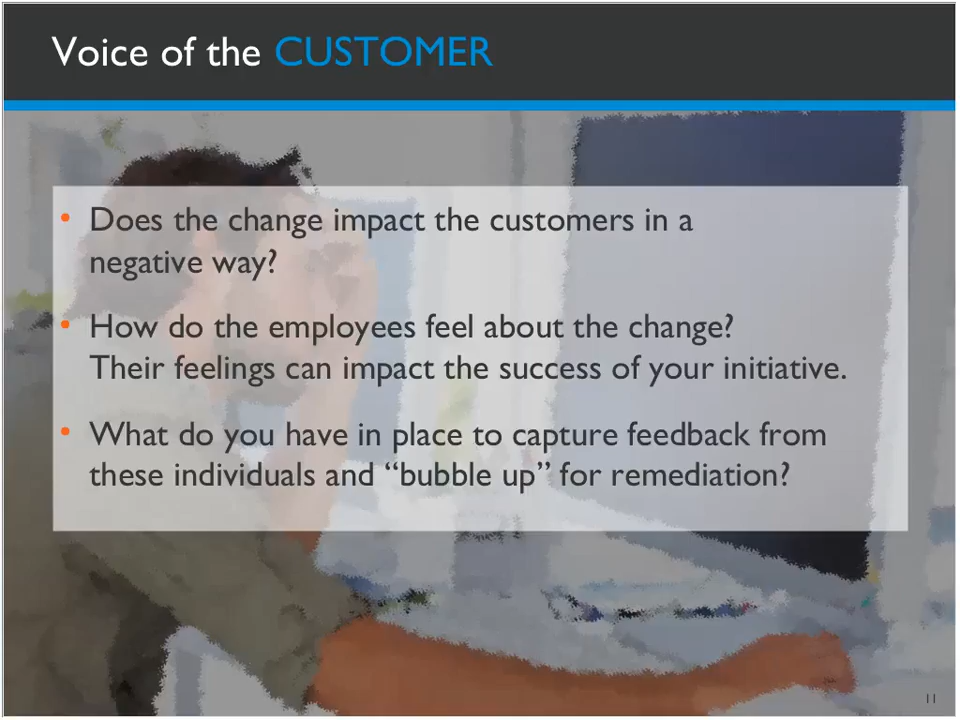 Voice of the CUSTOMER
• Does the change impact the customers in a
negative way?
• How do the employees feel about the change?
Their feelings can impact the success of your initiative.
• What do you have in place to capture feedback from
these individuals and “bubble up” for remediation?
11